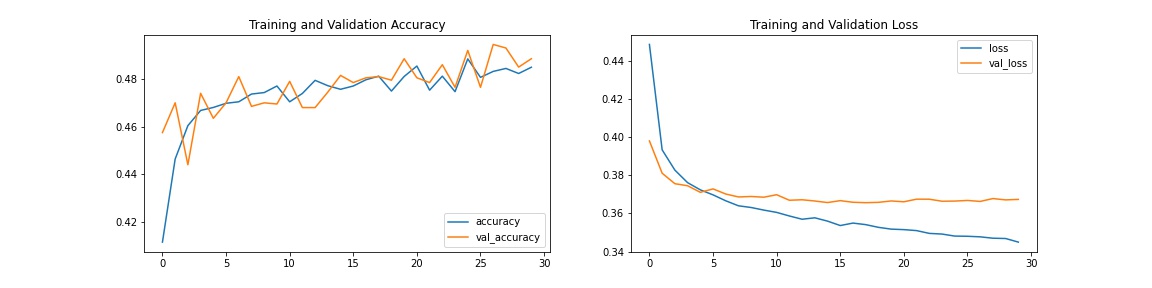 Training and Validation Accuracy
0.48
0.46
0.44
0.42
0 5 10 15 20 25 30
accuracy
val_accuracy
Training and Validation Loss
0.44
0.42
0.40
0.38
0.36
0.34
0 5 10 15 20 25 30
loss
val_loss